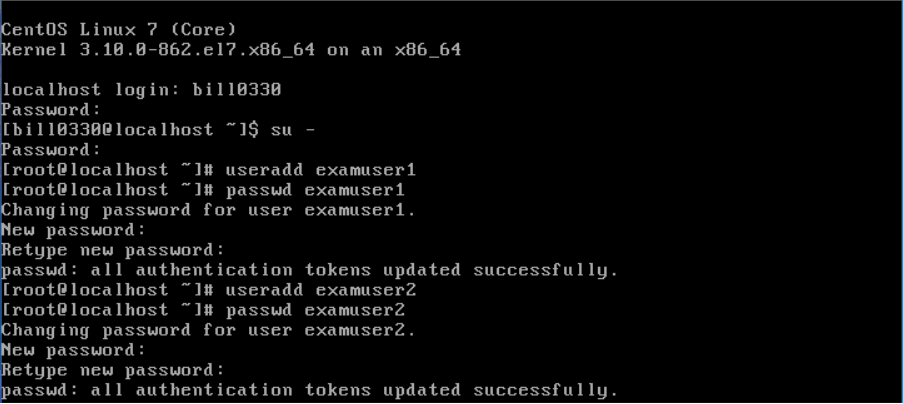 CentOS Linux 7 (Core)
Kernel 3.10.0-862.el7.x86_64 on an x86_64
localhost login: bill0330
Password:
[bill0330@localhost ~]$ su -
Password:
[root@localhost ~]# useradd examuser1
[root@localhost ~]# passwd examuser1
Changing password for user examuser1.
New password:
Retype new password:
passwd: all authentication tokens updated successfully.
[root@localhost ~]# useradd examuser2
[root@localhost ~]# passwd examuser2
Changing password for user examuser2.
New password:
Retype new password:
passwd: all authentication tokens updated successfully.